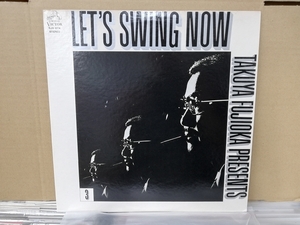 LET'S SWING NOW
TAKUYA FUJIOKA PRESENTS
3